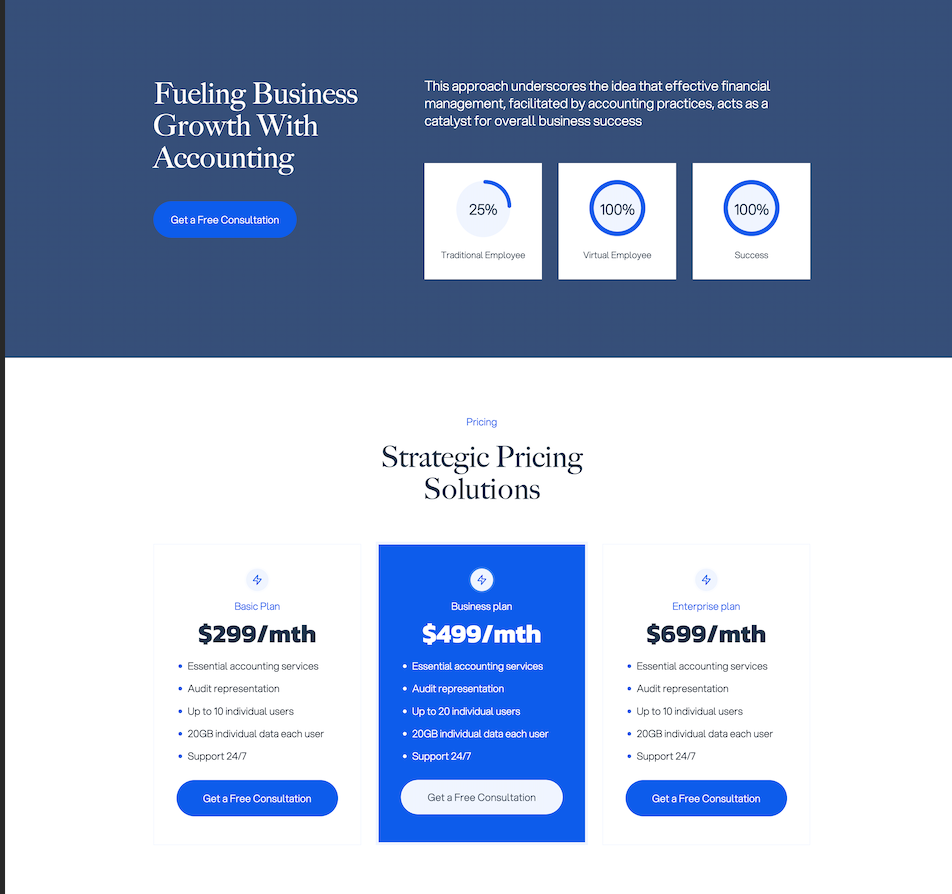 Fueling Business
Growth With
Accounting
Get a Free Consultation
This approach underscores the idea that effective financial
management, facilitated by accounting practices, acts as a
catalyst for overall business success
25%
Traditional Employee
100%
Virtual Employee
100%
Success
Pricing
Strategic Pricing
Solutions
Basic Plan
$299/mth
Essential accounting services
Audit representation
Up to 10 individual users
20GB individual data each user
Support 24/7
Get a Free Consultation
Business plan
$499/mth
Essential accounting services
Audit representation
Up to 20 individual users
20GB individual data each user
Support 24/7
Get a Free Consultation
Enterprise plan
$699/mth
Essential accounting services
Audit representation
Up to 10 individual users
20GB individual data each user
Support 24/7
Get a Free Consultation